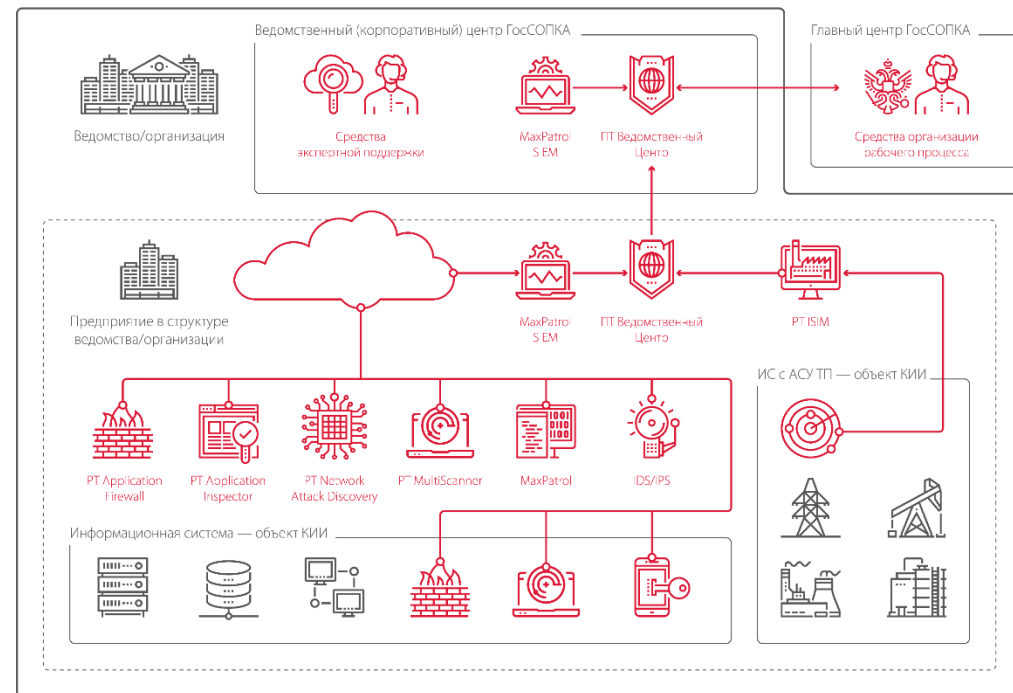 Ведомственный (корпоративный) центр ГосСОПКА
Главный центр ГосСОПКА
Ведомство/организация
Средства
экспертной поддержки
MaxPatrol
SIEM
ПТ Ведомственный
Центр
Средства организации
рабочего процесса
Предприятие в структуре
ведомства/организации
MaxPatrol
SIEM
ПТ Ведомственный
Центр
PT ISIM
ИС с АСУ ТП — объект КИИ
PT Application
Firewall
PT Application
Inspector
PT Network
Attack Discovery
PT MultiScanner
MaxPatrol
IDS/IPS
Информационная система — объект КИИ